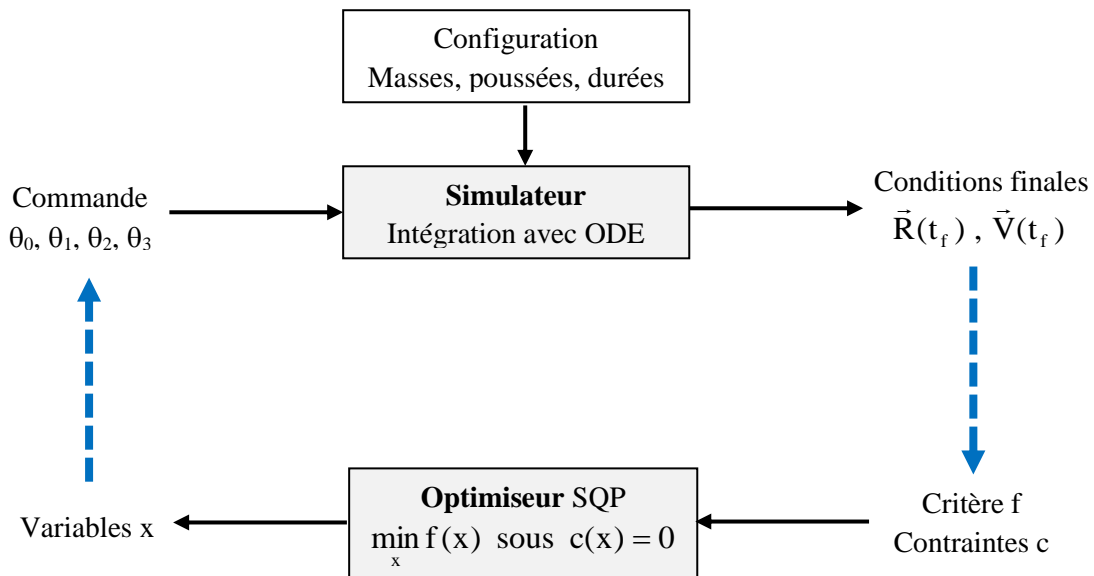 Configuration
Masses, poussées, durées
Commande
θ₀, θ₁, θ₂, θ₃
Simulateur
Intégration avec ODE
Conditions finales
R⃗(t_f) , V⃗(t_f)
Variables x
Optimiseur SQP
min_x f(x) sous c(x) = 0
Critère f
Contraintes c